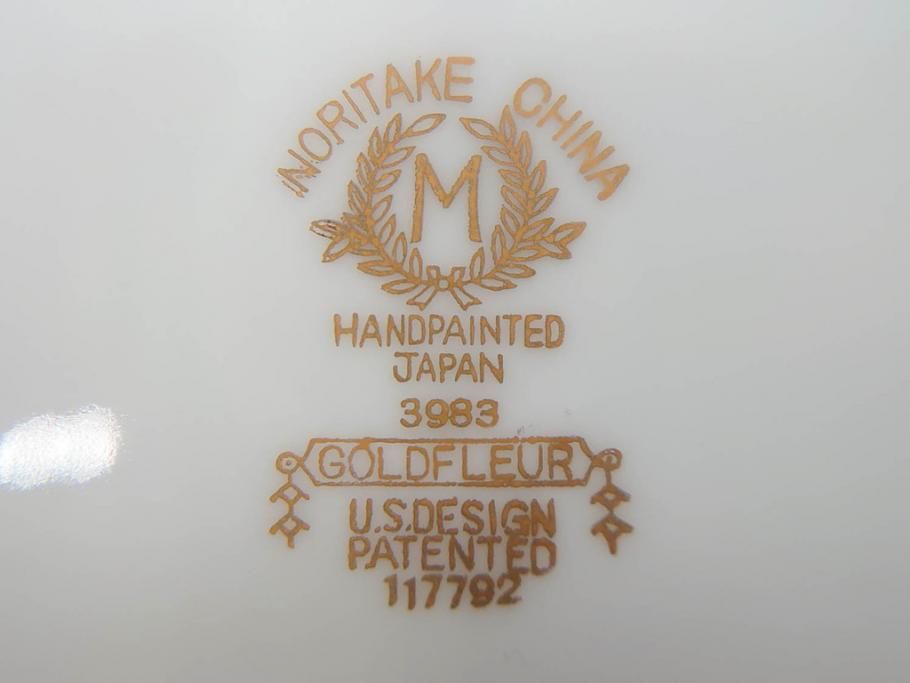 NORITAKE CHINA
M
HANDPAINTED
JAPAN
3983
GOLDFLEUR
U.S.DESIGN
PATENTED
117792